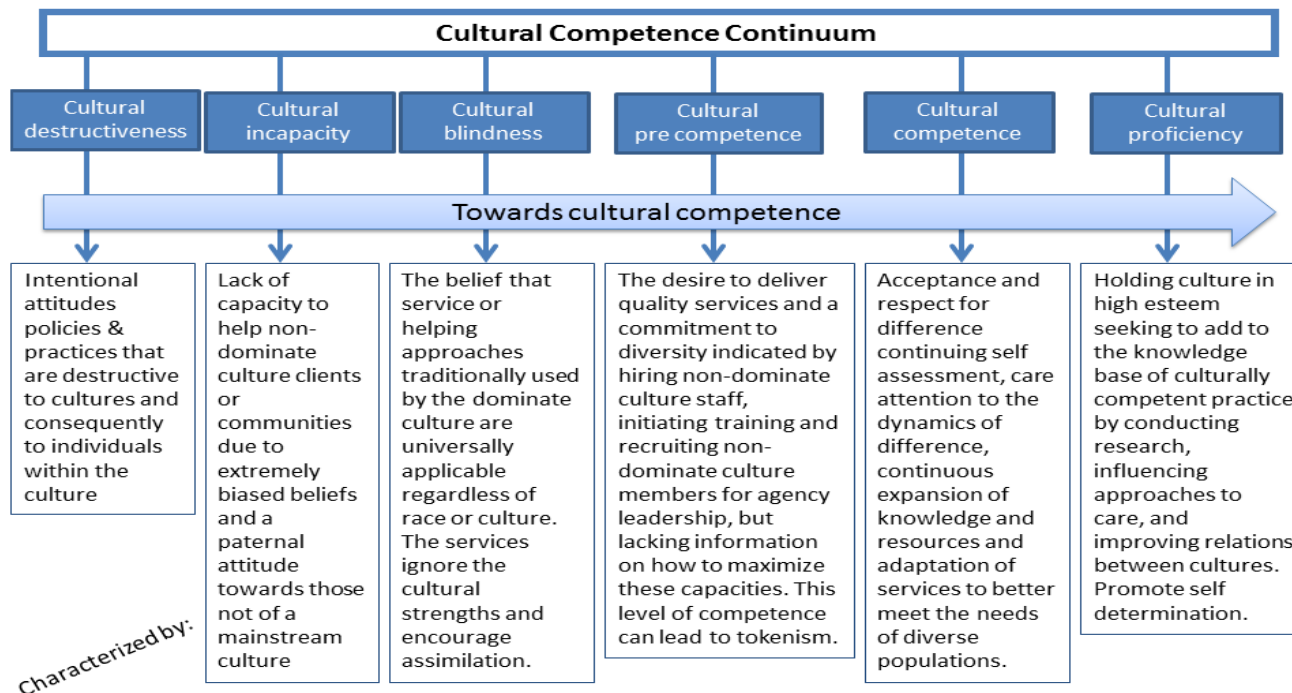 Cultural Competence Continuum
Cultural
destructiveness
Cultural
incapacity
Cultural
blindness
Cultural
pre competence
Cultural
competence
Cultural
proficiency
Towards cultural competence
Intentional
attitudes
policies &
practices that
are destructive
to cultures and
consequently
to individuals
within the
culture
Lack of
capacity to
help non-
dominate
culture clients
or
communities
due to
extremely
biased beliefs
and a
paternal
attitude
towards those
not of a
mainstream
culture
The belief that
service or
helping
approaches
traditionally used
by the dominate
culture are
universally
applicable
regardless of
race or culture.
The services
ignore the
cultural
strengths and
encourage
assimilation.
The desire to deliver
quality services and a
commitment to
diversity indicated by
hiring non-dominate
culture staff,
initiating training and
recruiting non-
dominate culture
members for agency
leadership, but
lacking information
on how to maximize
these capacities. This
level of competence
can lead to tokenism.
Acceptance and
respect for
difference
continuing self
assessment, care
attention to the
dynamics of
difference,
continuous
expansion of
knowledge and
resources and
adaptation of
services to better
meet the needs
of diverse
populations.
Holding culture in
high esteem
seeking to add to
the knowledge
base of culturally
competent practice
by conducting
research,
influencing
approaches to
care, and
improving relations
between cultures.
Promote self
determination.
Characterized by: